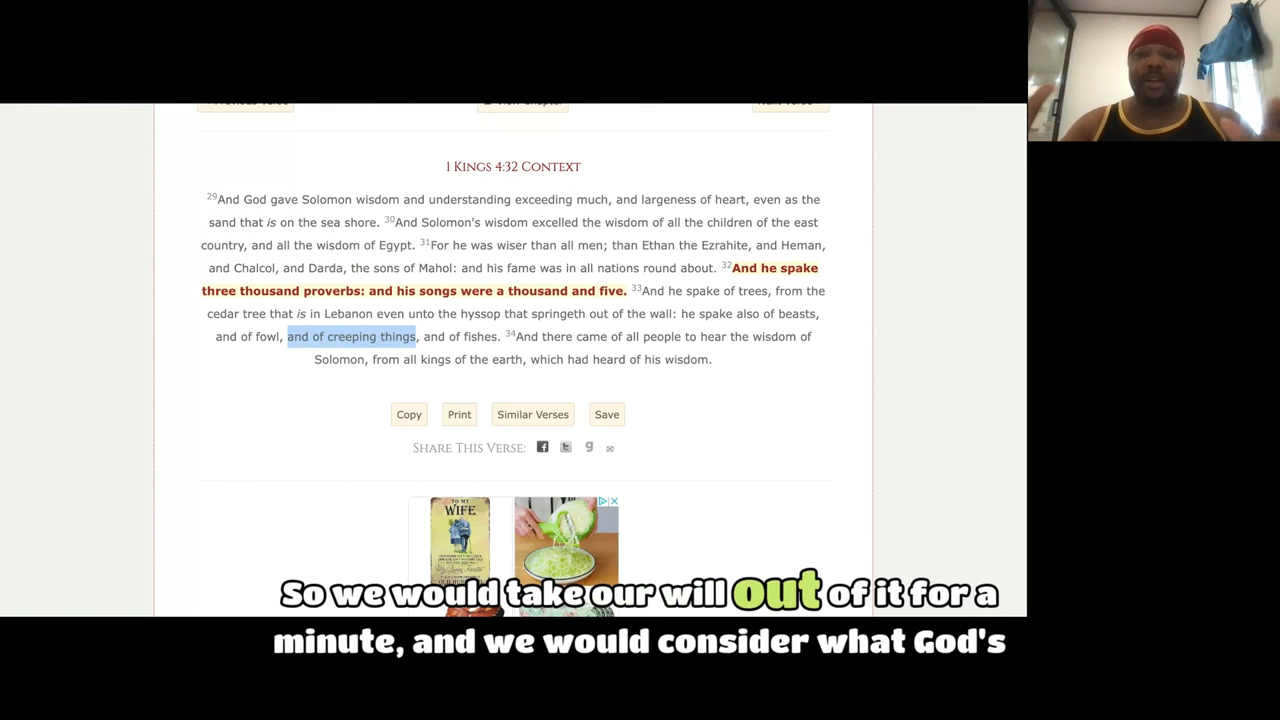 1 Kings 4:32 Context
29And God gave Solomon wisdom and understanding exceeding much, and largeness of heart, even as the
sand that is on the sea shore. 30And Solomon's wisdom excelled the wisdom of all the children of the east
country, and all the wisdom of Egypt. 31For he was wiser than all men; than Ethan the Ezrahite, and Heman,
and Chalcol, and Darda, the sons of Mahol: and his fame was in all nations round about. 32And he spake
three thousand proverbs: and his songs were a thousand and five. 33And he spake of trees, from the
cedar tree that is in Lebanon even unto the hyssop that springeth out of the wall: he spake also of beasts,
and of fowl, and of creeping things, and of fishes. 34And there came of all people to hear the wisdom of
Solomon, from all kings of the earth, which had heard of his wisdom.
Copy Print Similar Verses Save
Share This Verse:
TO MY
WIFE
So we would take our will out of it for a
minute, and we would consider what God's